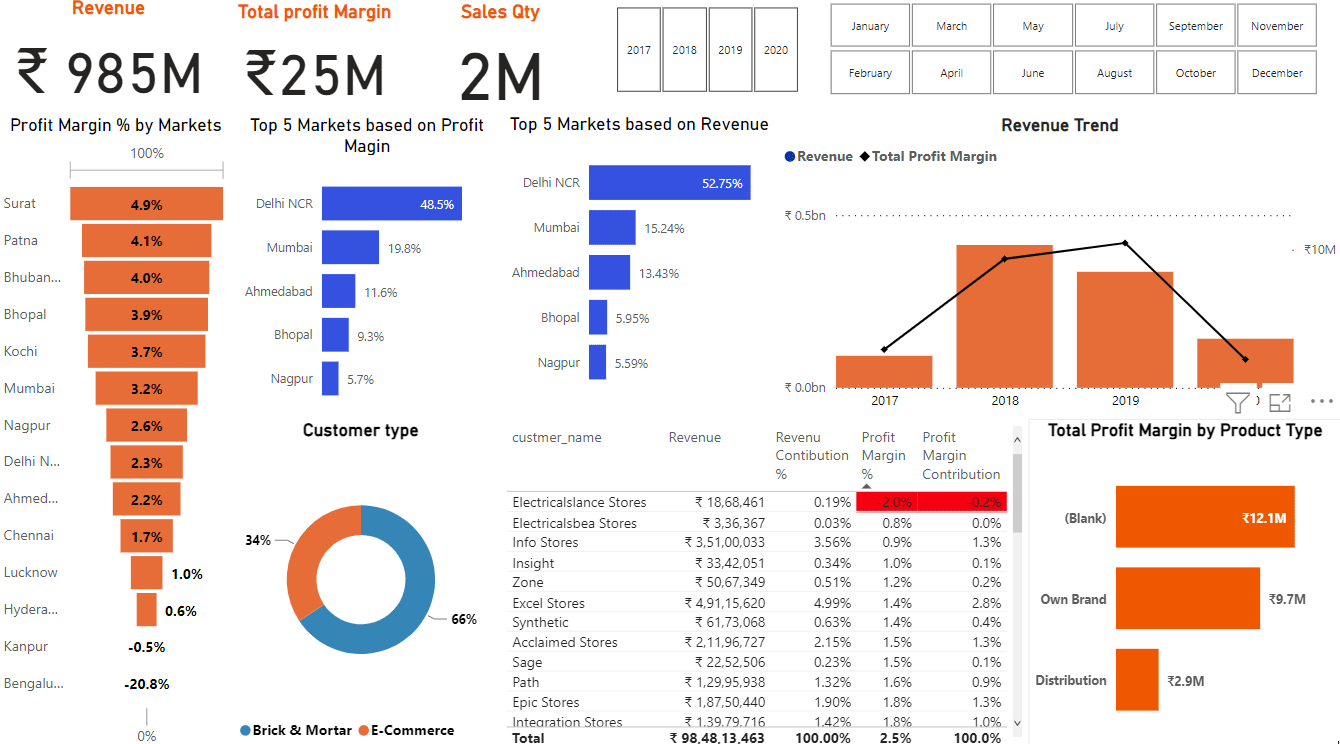 Revenue
Total profit Margin
Sales Qty
₹ 985M
₹25M
2M
2017
2018
2019
2020
January
March
May
July
September
November
February
April
June
August
October
December
Profit Margin % by Markets
100%
Surat 4.9%
Patna 4.1%
Bhuban... 4.0%
Bhopal 3.9%
Kochi 3.7%
Mumbai 3.2%
Nagpur 2.6%
Delhi N... 2.3%
Ahmed... 2.2%
Chennai 1.7%
Lucknow 1.0%
Hydera... 0.6%
Kanpur -0.5%
Bengalu... -20.8%
0%
Top 5 Markets based on Profit
Magin
Delhi NCR 48.5%
Mumbai 19.8%
Ahmedabad 11.6%
Bhopal 9.3%
Nagpur 5.7%
Top 5 Markets based on Revenue
Delhi NCR 52.75%
Mumbai 15.24%
Ahmedabad 13.43%
Bhopal 5.95%
Nagpur 5.59%
Revenue Trend
Revenue Total Profit Margin
₹ 0.5bn
₹10M
₹ 0.0bn
2017 2018 2019
Customer type
34%
66%
Brick & Mortar E-Commerce
custmer_name Revenue Revenu Contibution % Profit Margin % Profit Margin Contribution
Electricalslance Stores ₹ 18,68,461 0.19% -2.0% -0.2%
Electricalsbea Stores ₹ 3,36,367 0.03% 0.8% 0.0%
Info Stores ₹ 3,51,00,033 3.56% 0.9% 1.3%
Insight ₹ 33,42,051 0.34% 1.0% 0.1%
Zone ₹ 50,67,349 0.51% 1.2% 0.2%
Excel Stores ₹ 4,91,15,620 4.99% 1.4% 2.8%
Synthetic ₹ 61,73,068 0.63% 1.4% 0.4%
Acclaimed Stores ₹ 2,11,96,727 2.15% 1.5% 1.3%
Sage ₹ 22,52,506 0.23% 1.5% 0.1%
Path ₹ 1,29,95,938 1.32% 1.6% 0.9%
Epic Stores ₹ 1,87,50,440 1.90% 1.8% 1.3%
Integration Stores ₹ 1,39,79,716 1.42% 1.8% 1.0%
Total ₹ 98,48,13,463 100.00% 2.5% 100.0%
Total Profit Margin by Product Type
(Blank) ₹12.1M
Own Brand ₹9.7M
Distribution ₹2.9M